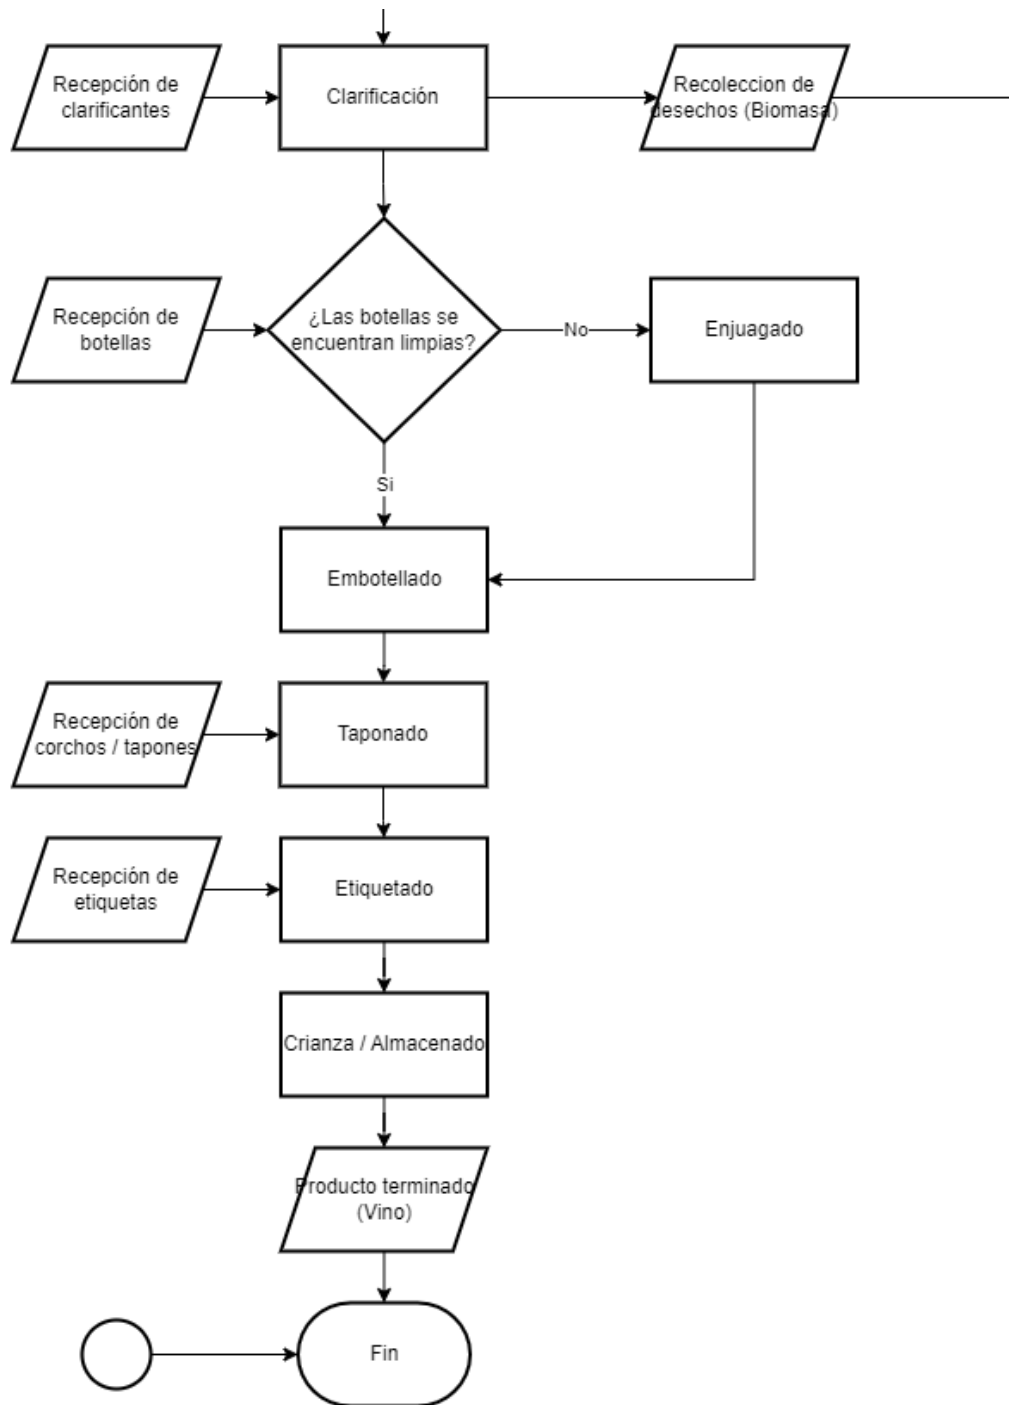 Recepción de
clarificantes
Clarificación
Recoleccion de
desechos (Biomasa)
Recepción de
botellas
¿Las botellas se
encuentran limpias?
No
Enjuagado
Si
Embotellado
Recepción de
corchos / tapones
Taponado
Recepción de
etiquetas
Etiquetado
Crianza / Almacenado
Producto terminado
(Vino)
Fin